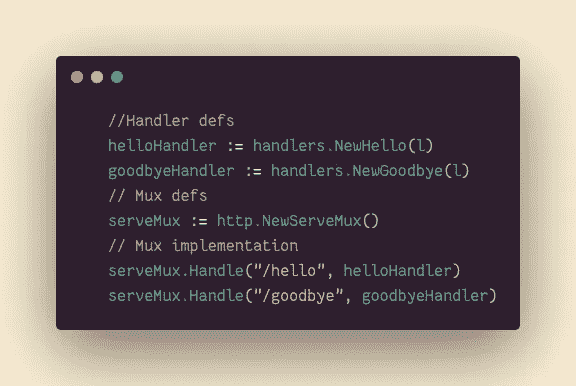 //Handler defs
helloHandler := handlers.NewHello(l)
goodbyeHandler := handlers.NewGoodbye(l)
// Mux defs
serveMux := http.NewServeMux()
// Mux implementation
serveMux.Handle("/hello", helloHandler)
serveMux.Handle("/goodbye", goodbyeHandler)